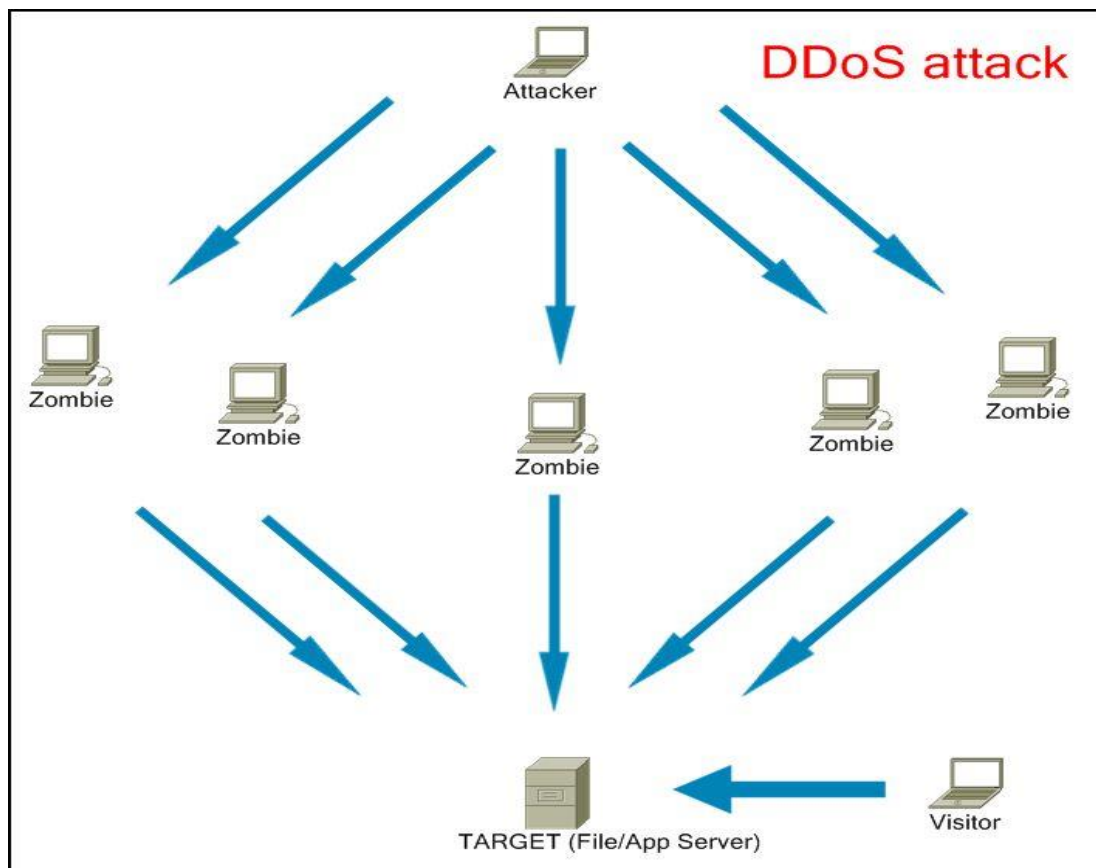 DDoS attack
Attacker
Zombie
Zombie
Zombie
Zombie
Zombie
TARGET (File/App Server)
Visitor